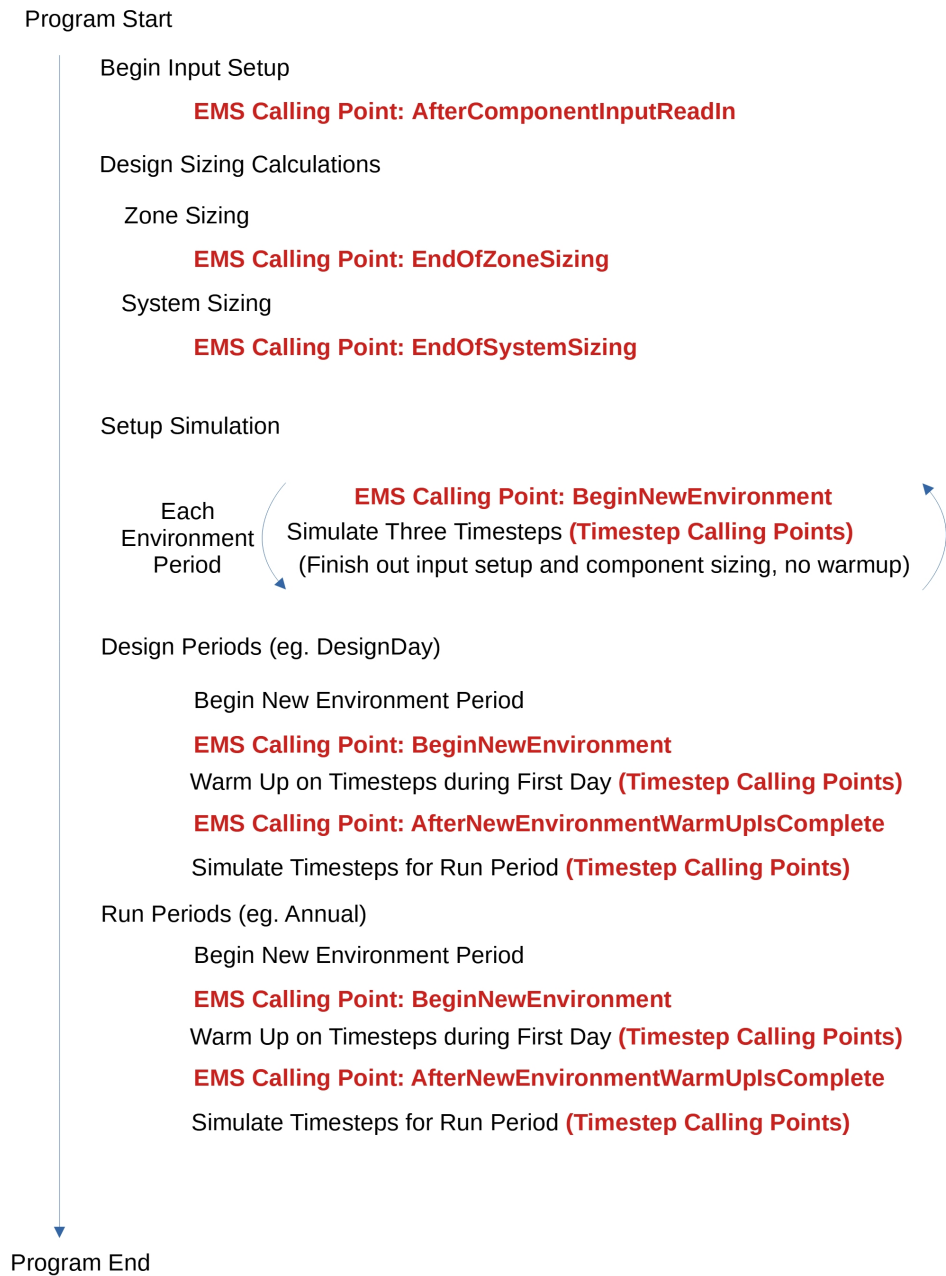 Program Start
Begin Input Setup
EMS Calling Point: AfterComponentInputReadIn
Design Sizing Calculations
Zone Sizing
EMS Calling Point: EndOfZoneSizing
System Sizing
EMS Calling Point: EndOfSystemSizing
Setup Simulation
Each
Environment
Period
EMS Calling Point: BeginNewEnvironment
Simulate Three Timesteps (Timestep Calling Points)
(Finish out input setup and component sizing, no warmup)
Design Periods (eg. DesignDay)
Begin New Environment Period
EMS Calling Point: BeginNewEnvironment
Warm Up on Timesteps during First Day (Timestep Calling Points)
EMS Calling Point: AfterNewEnvironmentWarmUpIsComplete
Simulate Timesteps for Run Period (Timestep Calling Points)
Run Periods (eg. Annual)
Begin New Environment Period
EMS Calling Point: BeginNewEnvironment
Warm Up on Timesteps during First Day (Timestep Calling Points)
EMS Calling Point: AfterNewEnvironmentWarmUpIsComplete
Simulate Timesteps for Run Period (Timestep Calling Points)
Program End